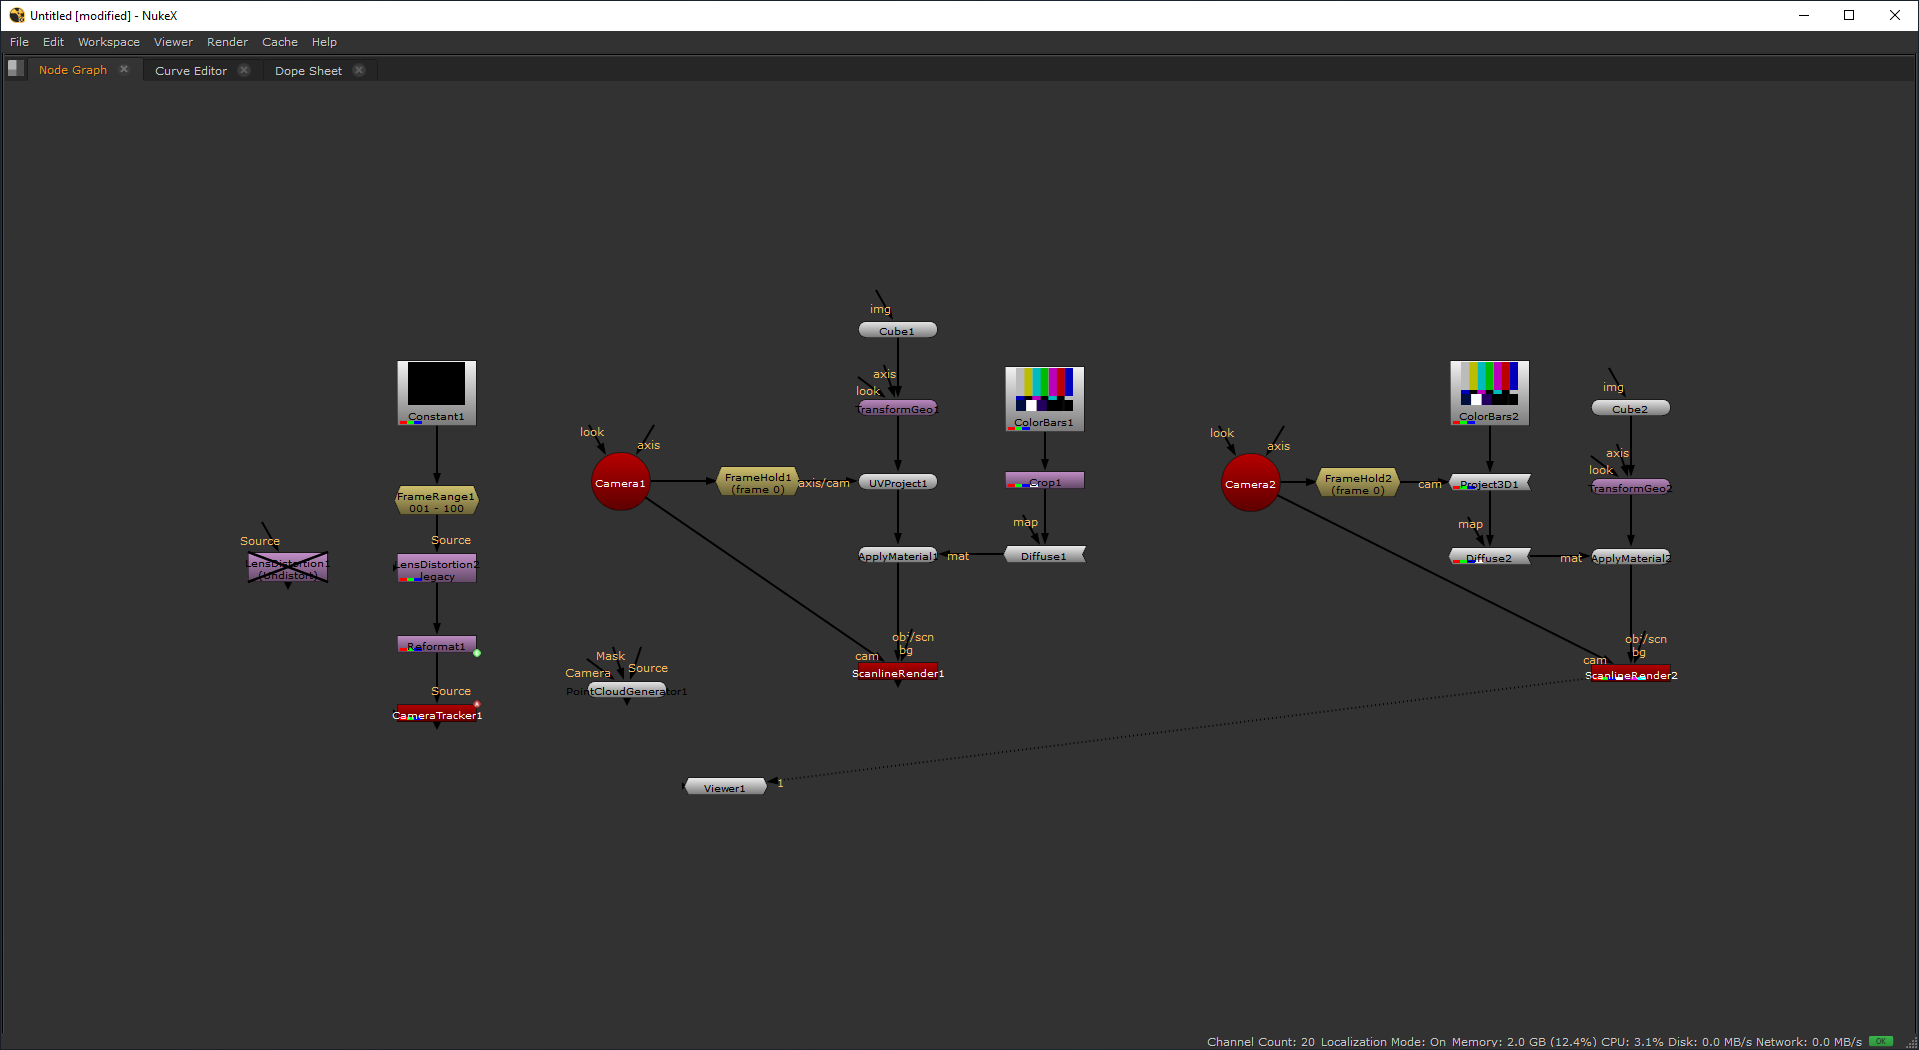 Untitled [modified] - NukeX
File Edit Workspace Viewer Render Cache Help
Node Graph Curve Editor Dope Sheet
img
Cube1
axis
look
TransformGeo1
Constant1
ColorBars1
ColorBars2
img
Cube2
look
axis
look
axis
axis
look
Camera1
FrameHold1
(frame 0)
axis/cam
UVProject1
Crop1
Camera2
FrameHold2
(frame 0)
cam
Project3D1
TransformGeo2
FrameRange1
001 - 100
map
map
Source
Source
LensDistortion1
(Undistort)
LensDistortion2
legacy
ApplyMaterial1
mat
Diffuse1
Diffuse2
mat
ApplyMaterial2
Reformat1
obj/scn
bg
cam
ScanlineRender1
obj/scn
bg
cam
ScanlineRender2
Mask
Camera
Source
PointCloudGenerator1
Source
CameraTracker1
Viewer1
1
Channel Count: 20 Localization Mode: On Memory: 2.0 GB (12.4%) CPU: 3.1% Disk: 0.0 MB/s Network: 0.0 MB/s OK